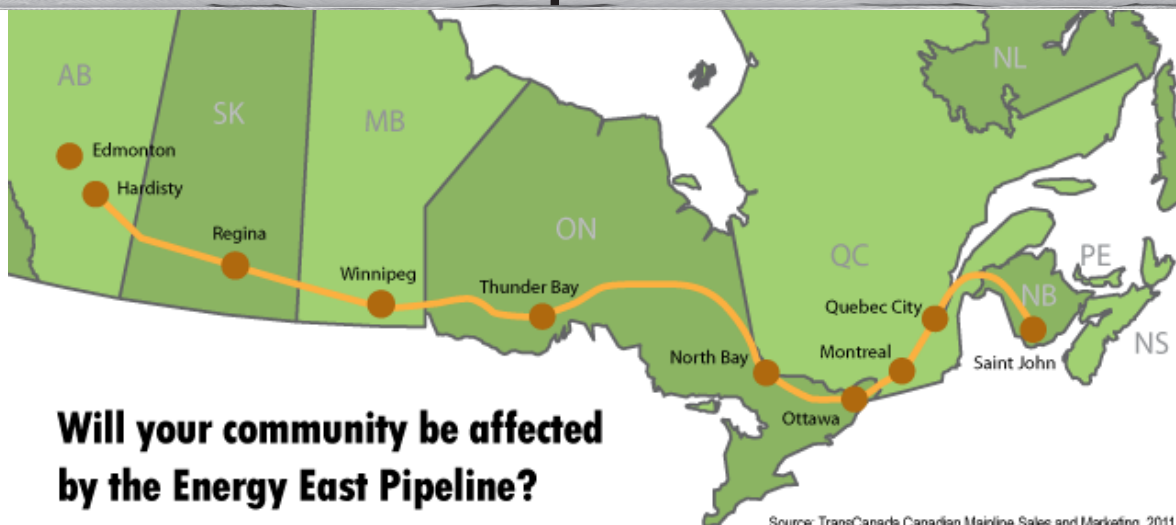 AB
SK
MB
ON
QC
NL
PE
NB
NS
Edmonton
Hardisty
Regina
Winnipeg
Thunder Bay
North Bay
Ottawa
Montreal
Quebec City
Saint John
Will your community be affected
by the Energy East Pipeline?
Source: TransCanada Canadian Mainline Sales and Marketing, 2011